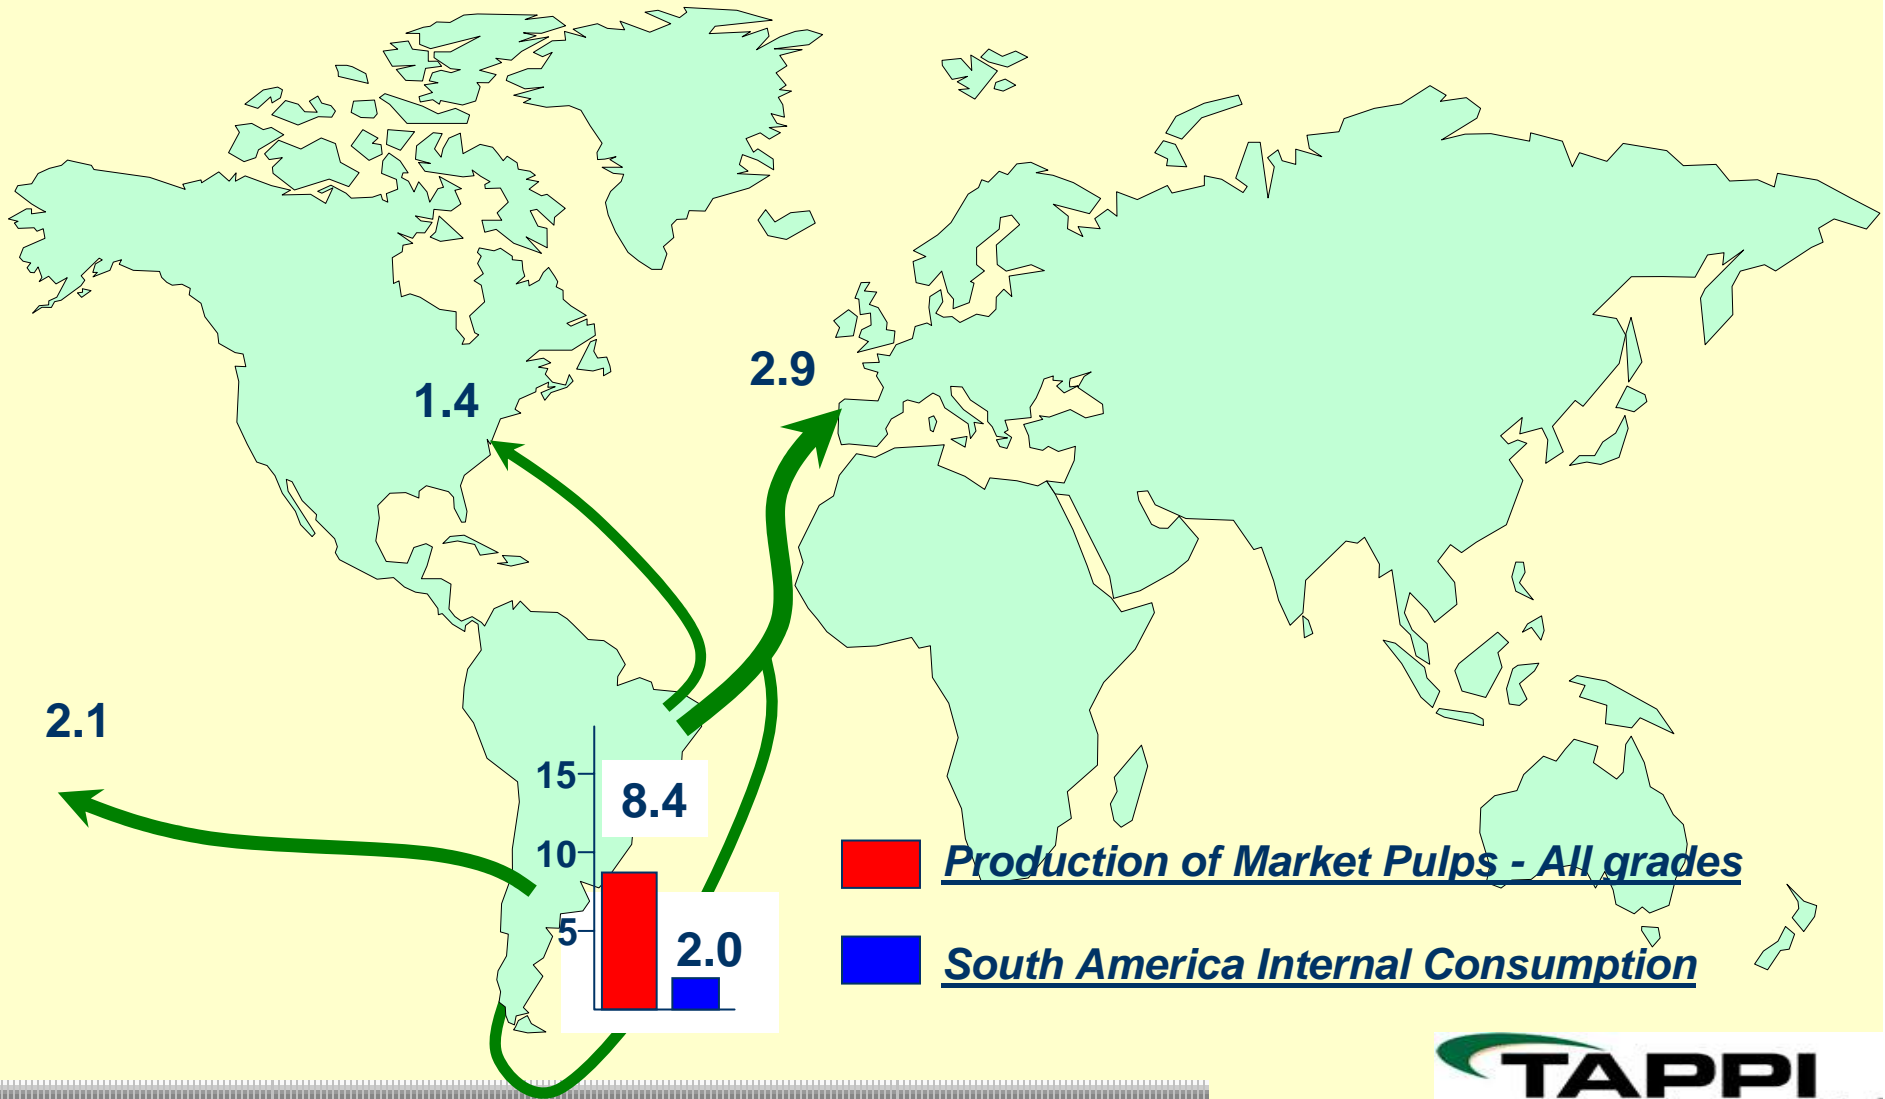 2.9
1.4
2.1
15
8.4
10
Production of Market Pulps - All grades
5
2.0
South America Internal Consumption
TAPPI